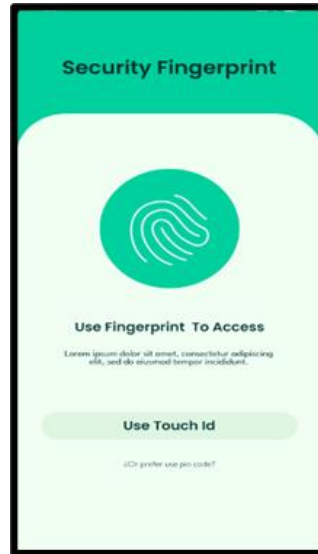 Security Fingerprint
Use Fingerprint To Access
Lorem ipsum dolor sit amet, consectetur adipiscing
elit, sed do eiusmod tempor incididunt.
Use Touch Id
¿Or prefer use pin code?